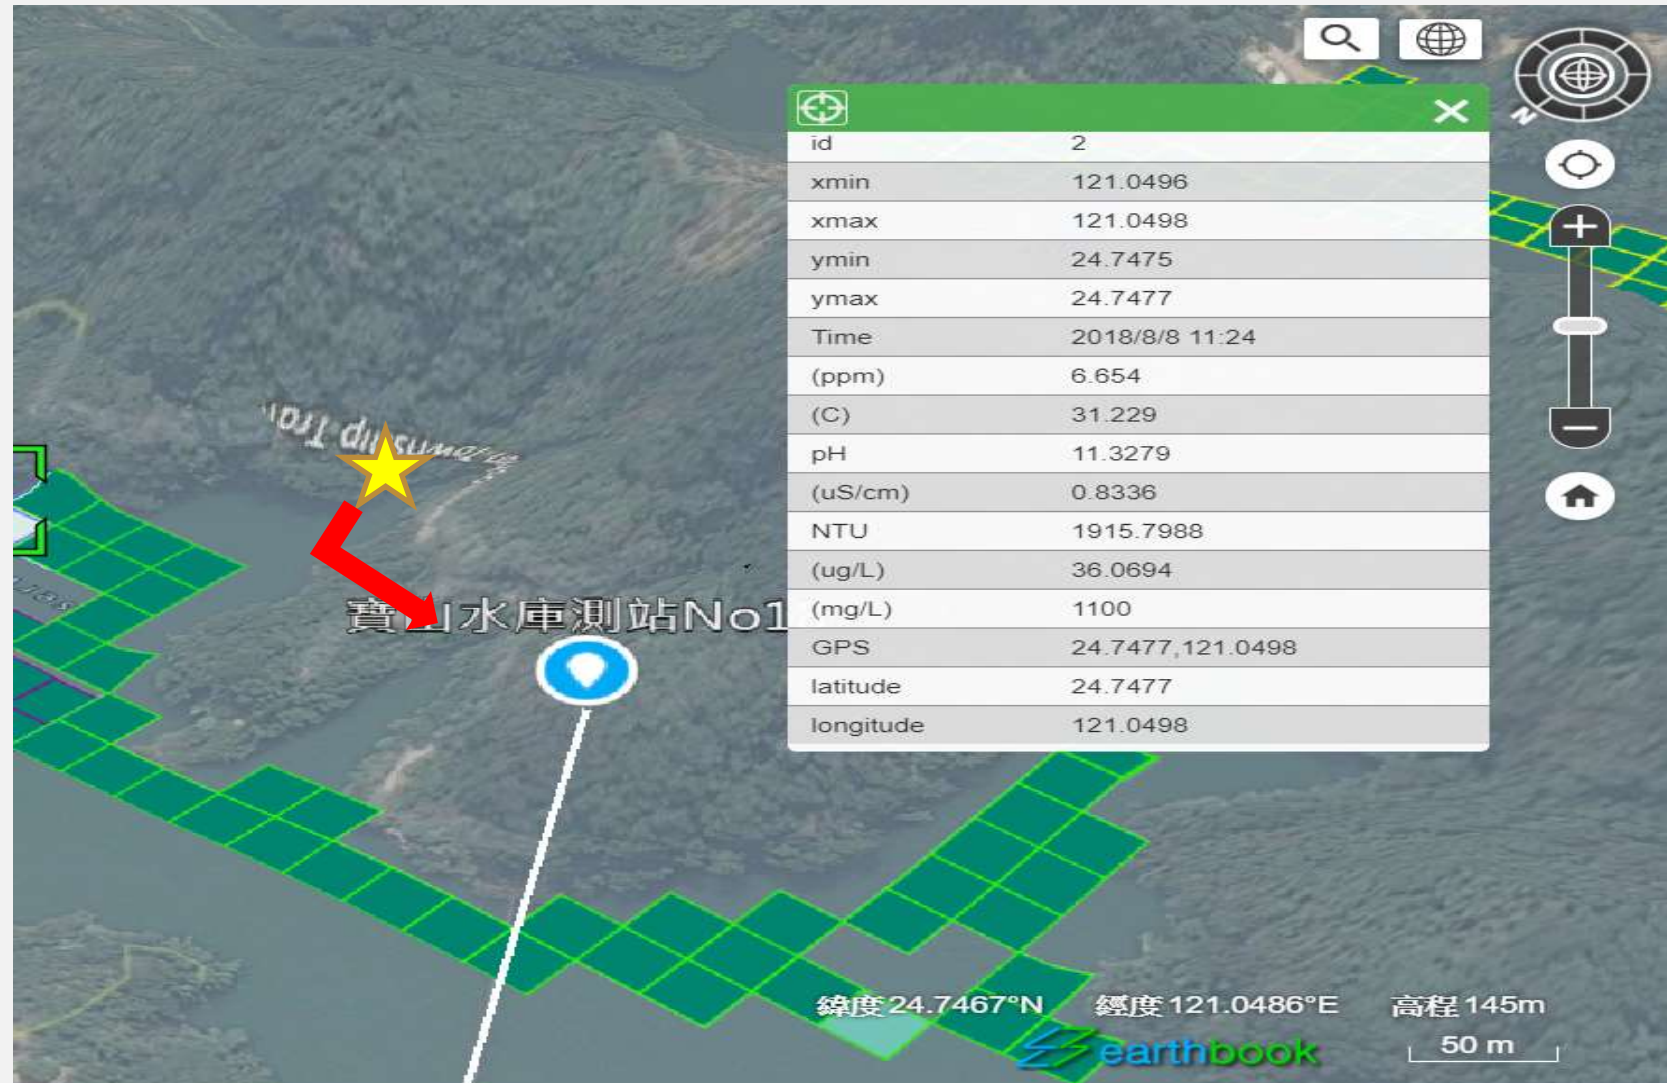 id 2
xmin 121.0496
xmax 121.0498
ymin 24.7475
ymax 24.7477
Time 2018/8/8 11:24
(ppm) 6.654
(C) 31.229
pH 11.3279
(uS/cm) 0.8336
NTU 1915.7988
(ug/L) 36.0694
(mg/L) 1100
GPS 24.7477,121.0498
latitude 24.7477
longitude 121.0498
N
寶山水庫測站No1
緯度24.7467°N 經度121.0486°E 高程145m
earthbook
50 m